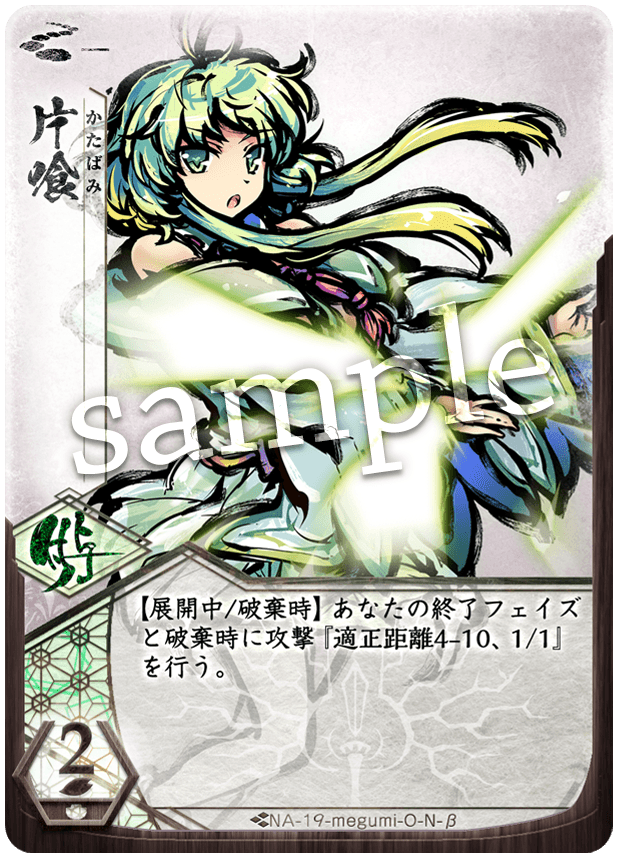 片喰
かたばみ
sample
付与
【展開中/破棄時】あなたの終了フェイズ
と破棄時に攻撃『適正距離4-10、1/1』
を行う。
2
NA-19-megumi-O-N-β